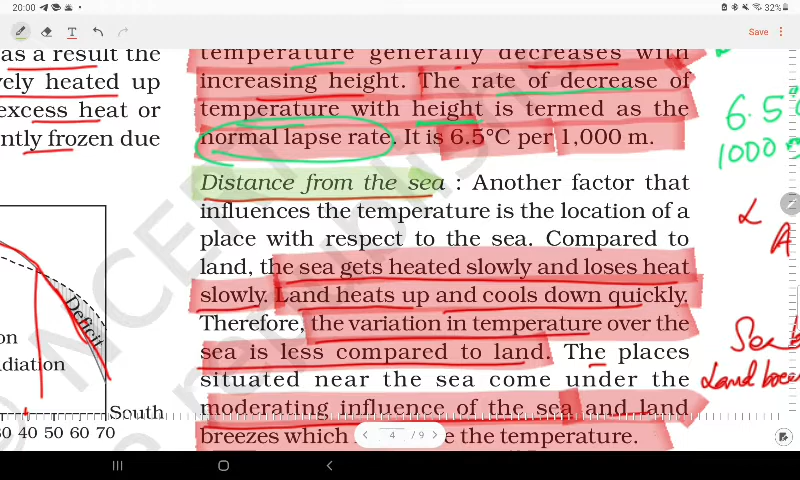 20:00
32%
Save
as a result the
vely heated up
excess heat or
ntly frozen due
temperature generally decreases with
increasing height. The rate of decrease of
temperature with height is termed as the
normal lapse rate. It is 6.5°C per 1,000 m.
6.5°
1000
Distance from the sea : Another factor that
influences the temperature is the location of a
place with respect to the sea. Compared to
land, the sea gets heated slowly and loses heat
slowly. Land heats up and cools down quickly.
Therefore, the variation in temperature over the
sea is less compared to land. The places
situated near the sea come under the
moderating influence of the sea and land
breezes which e the temperature.
A
Sea b
Land bree
Deficit
on
diation
South
30 40 50 60 70
4 / 9